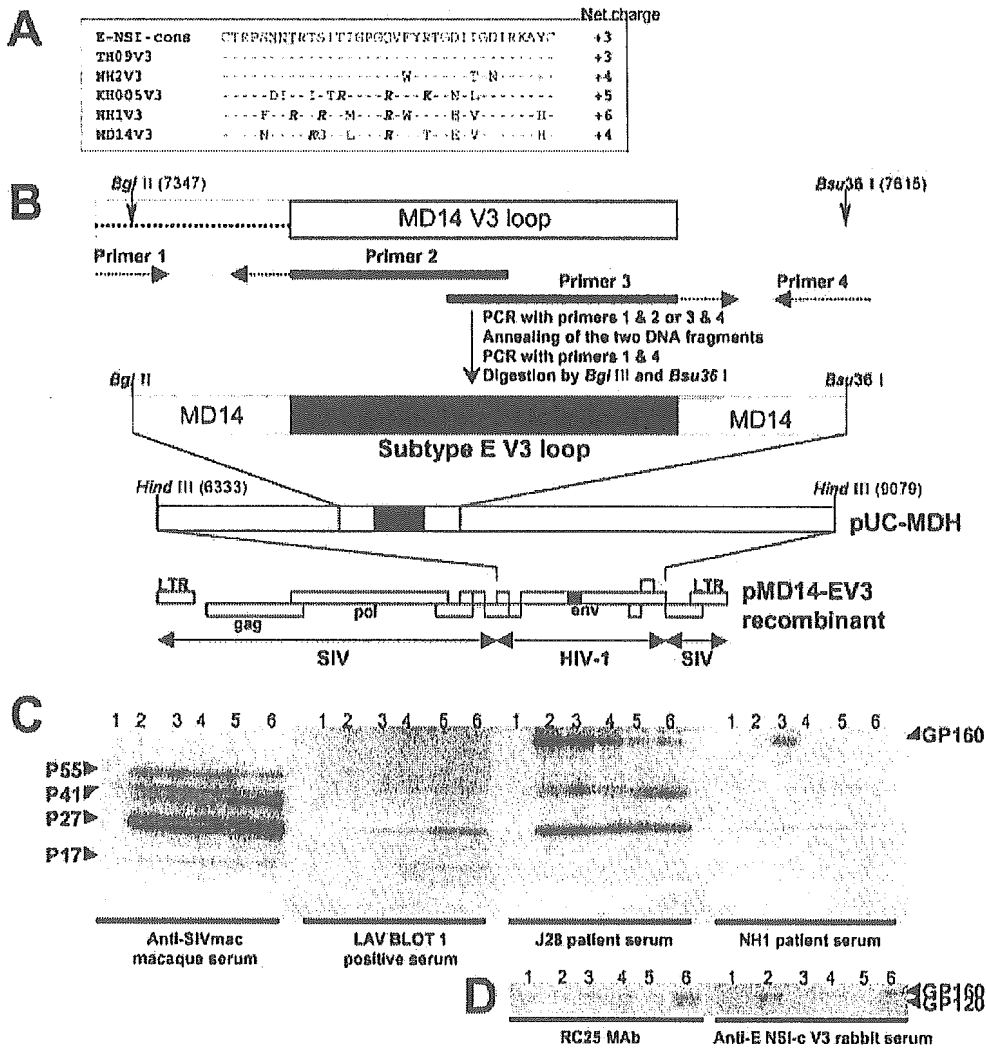 A
Net charge
E-NSI-cons CTRPSNNTRTSITIGPGQVFYRTGDIIGDIRKAYC +3
TH09V3 +3
NH2V3 W T-N +4
KH005V3 DI--I-TR---R---K--N-L +5
NH1V3 F--R--R--M---R-W---E-V H +6
MD14V3 L---R---T--E-V H +4
B
Bgl II (7347)
Bsu36 I (7615)
MD14 V3 loop
Primer 1
Primer 2
Primer 3
Primer 4
PCR with primers 1 & 2 or 3 & 4
Annealing of the two DNA fragments
PCR with primers 1 & 4
Digestion by Bgl III and Bsu36 I
Bgl II
Bsu36 I
MD14
MD14
Subtype E V3 loop
Hind III (6333)
Hind III (9079)
pUC-MDH
LTR
LTR
pol
env
gag
pMD14-EV3
recombinant
SIV
HIV-1
SIV
C
1 2 3 4 5 6
1 2 3 4 5 6
1 2 3 4 5 6
1 2 3 4 5 6
GP160
P55
P41
P27
P17
Anti-SIVmac
macaque serum
LAV BLOT 1
positive serum
J28 patient serum
NH1 patient serum
D
1 2 3 4 5 6
1 2 3 4 5 6
GP160
GP120
RC25 MAb
Anti-E NSI-c V3 rabbit serum